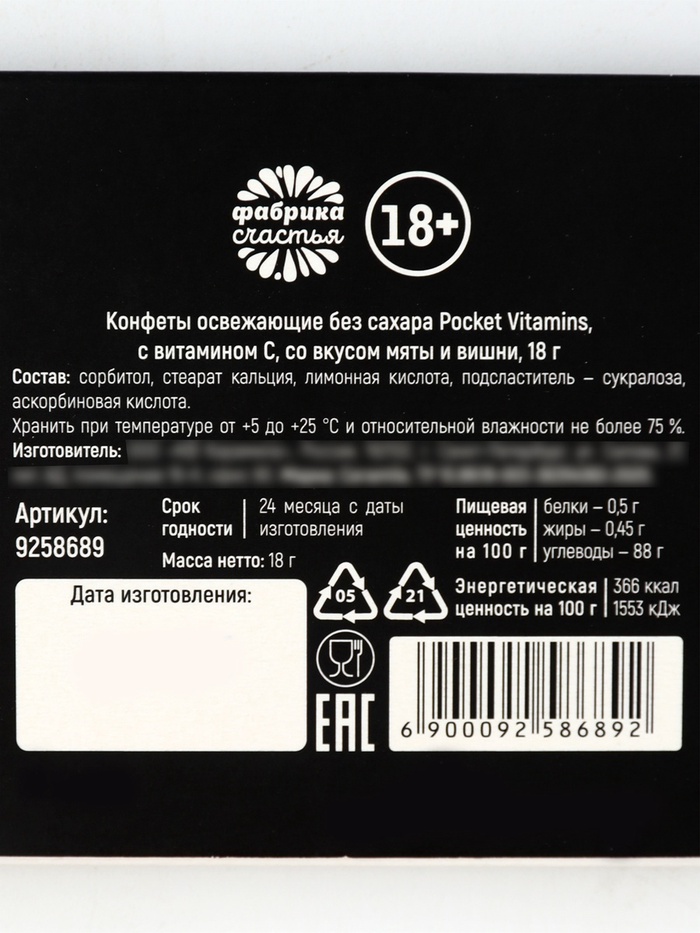 фабрика
счастья
18+
Конфеты освежающие без сахара Pocket Vitamins,
с витамином С, со вкусом мяты и вишни, 18 г
Состав: сорбитол, стеарат кальция, лимонная кислота, подсластитель – сукралоза,
аскорбиновая кислота.
Хранить при температуре от +5 до +25 °С и относительной влажности не более 75 %.
Изготовитель:
Артикул:
9258689
Срок
годности
24 месяца с даты
изготовления
Масса нетто: 18 г
Пищевая
ценность
на 100 г
белки – 0,5 г
жиры – 0,45 г
углеводы – 88 г
Энергетическая
ценность на 100 г
366 ккал
1553 кДж
Дата изготовления:
05
21
EAC
6 900092 586892